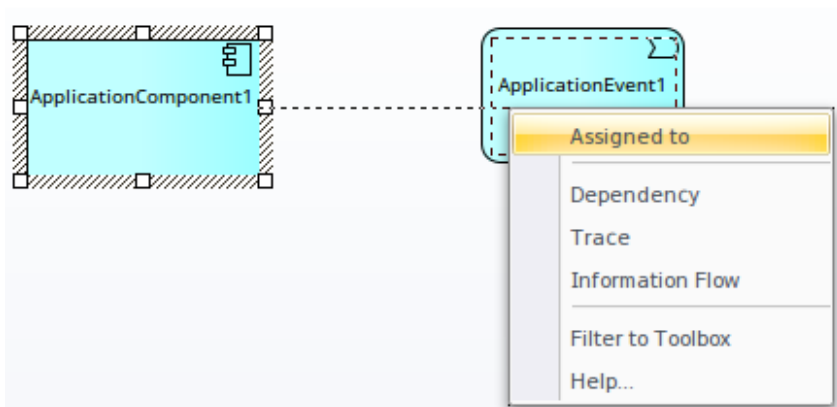 ApplicationComponent1
ApplicationEvent1
Assigned to
Dependency
Trace
Information Flow
Filter to Toolbox
Help...